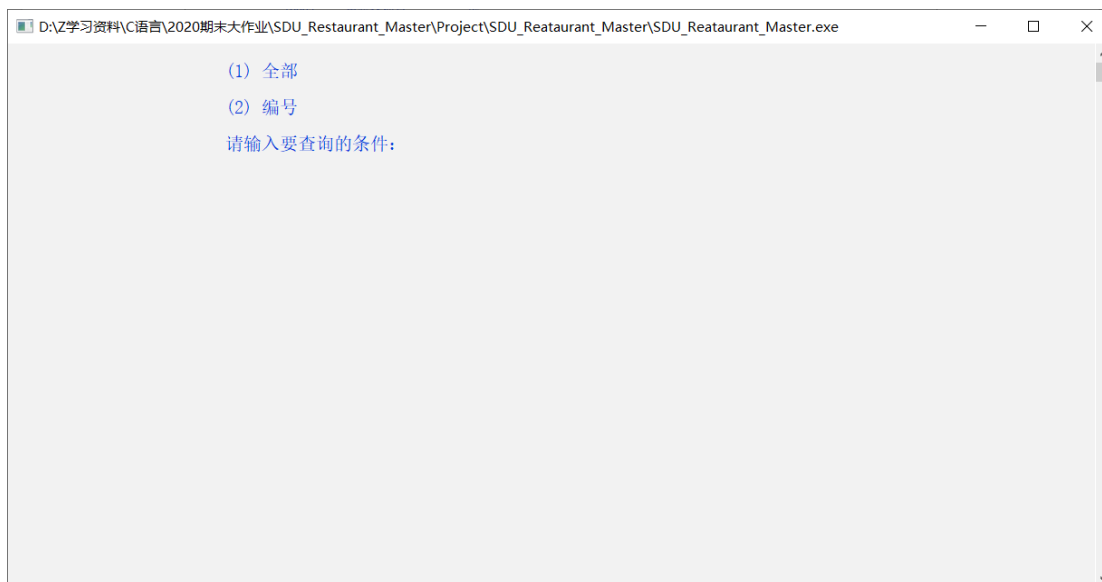 D:\Z学习资料\C语言\2020期末大作业\SDU_Restaurant_Master\Project\SDU_Reataurant_Master\SDU_Reataurant_Master.exe
(1) 全部
(2) 编号
请输入要查询的条件: